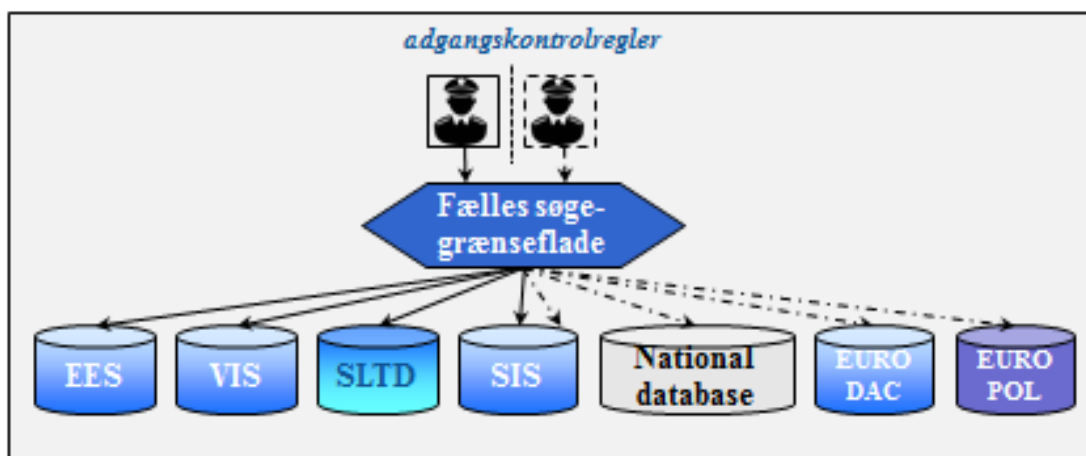 adgangskontrolregler
Fælles søge-
grænseflade
EES
VIS
SLTD
SIS
National
database
EURO
DAC
EURO
POL